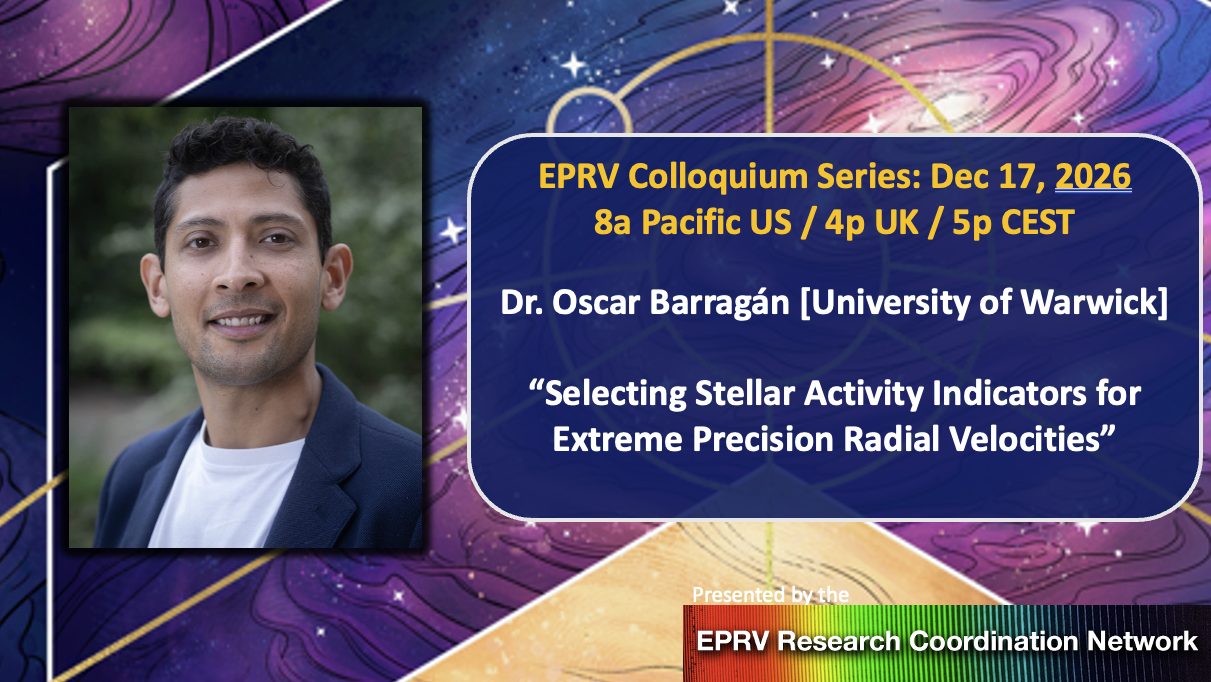 EPRV Colloquium Series: Dec 17, 2026
8a Pacific US / 4p UK / 5p CEST
Dr. Oscar Barragán [University of Warwick]
“Selecting Stellar Activity Indicators for
Extreme Precision Radial Velocities”
Presented by the
EPRV Research Coordination Network